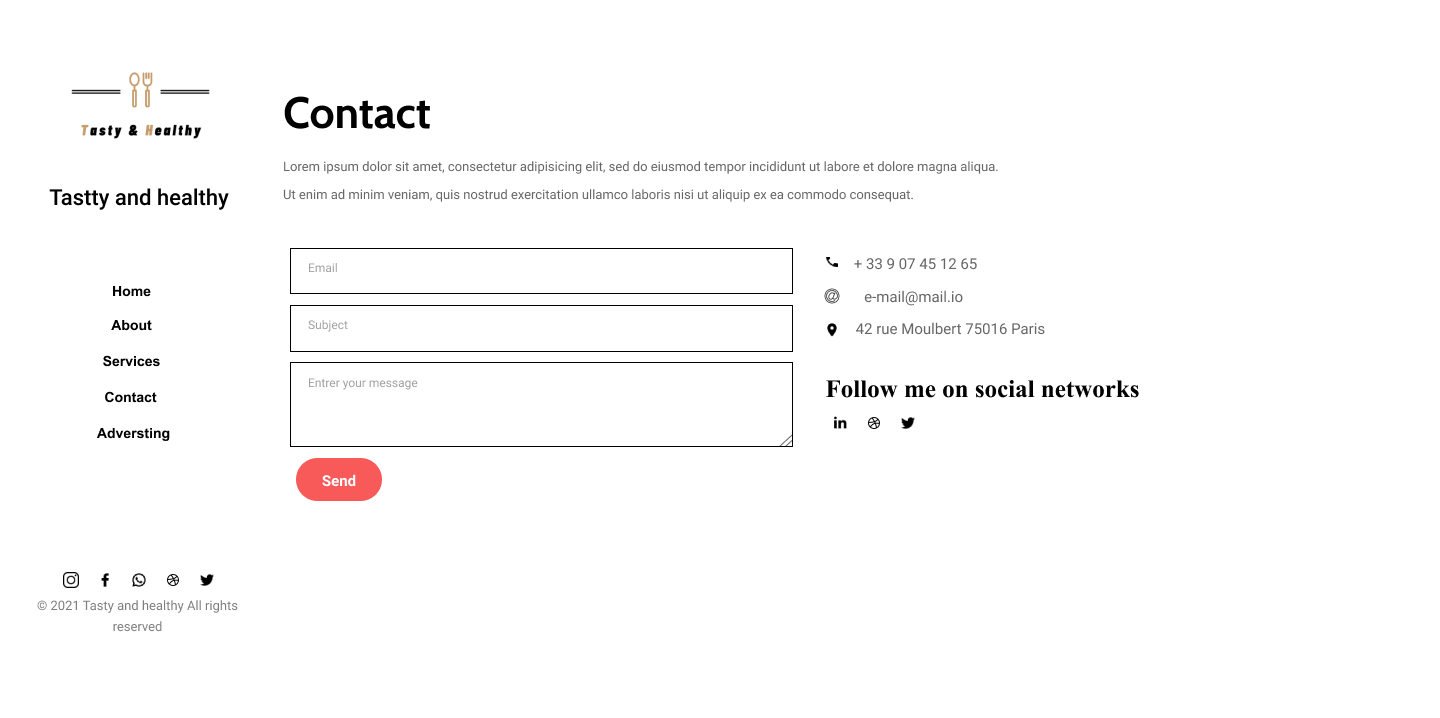 Tasty & Healthy
Tastty and healthy
Home
About
Services
Contact
Adversting
© 2021 Tasty and healthy All rights
reserved
Contact
Lorem ipsum dolor sit amet, consectetur adipisicing elit, sed do eiusmod tempor incididunt ut labore et dolore magna aliqua.
Ut enim ad minim veniam, quis nostrud exercitation ullamco laboris nisi ut aliquip ex ea commodo consequat.
Email
Subject
Entrer your message
Send
+ 33 9 07 45 12 65
e-mail@mail.io
42 rue Moulbert 75016 Paris
Follow me on social networks